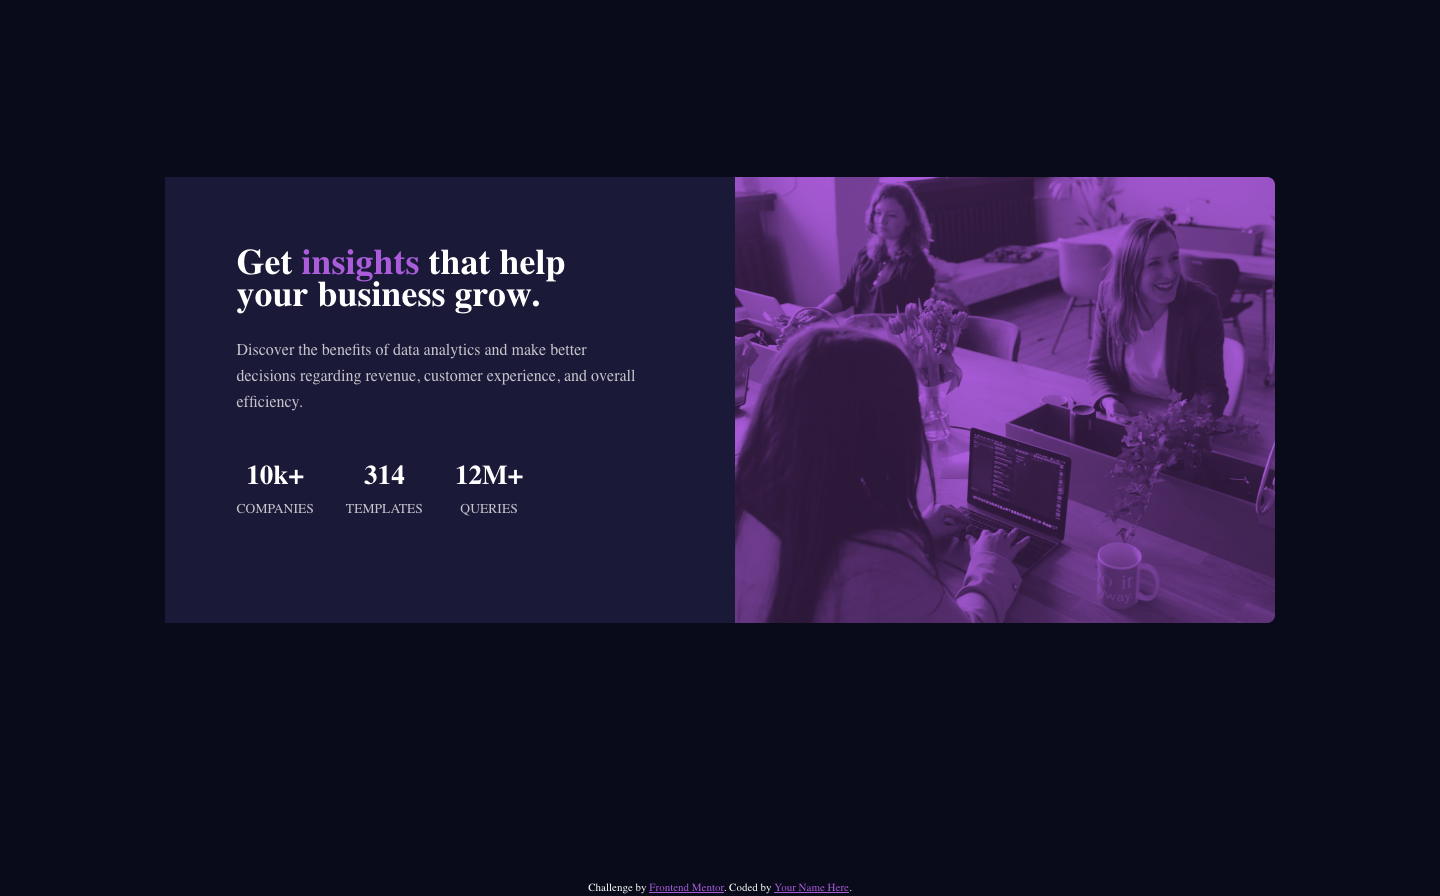 Get insights that help
your business grow.
Discover the benefits of data analytics and make better
decisions regarding revenue, customer experience, and overall
efficiency.
10k+ 314 12M+
COMPANIES TEMPLATES QUERIES
way
Challenge by Frontend Mentor. Coded by Your Name Here.